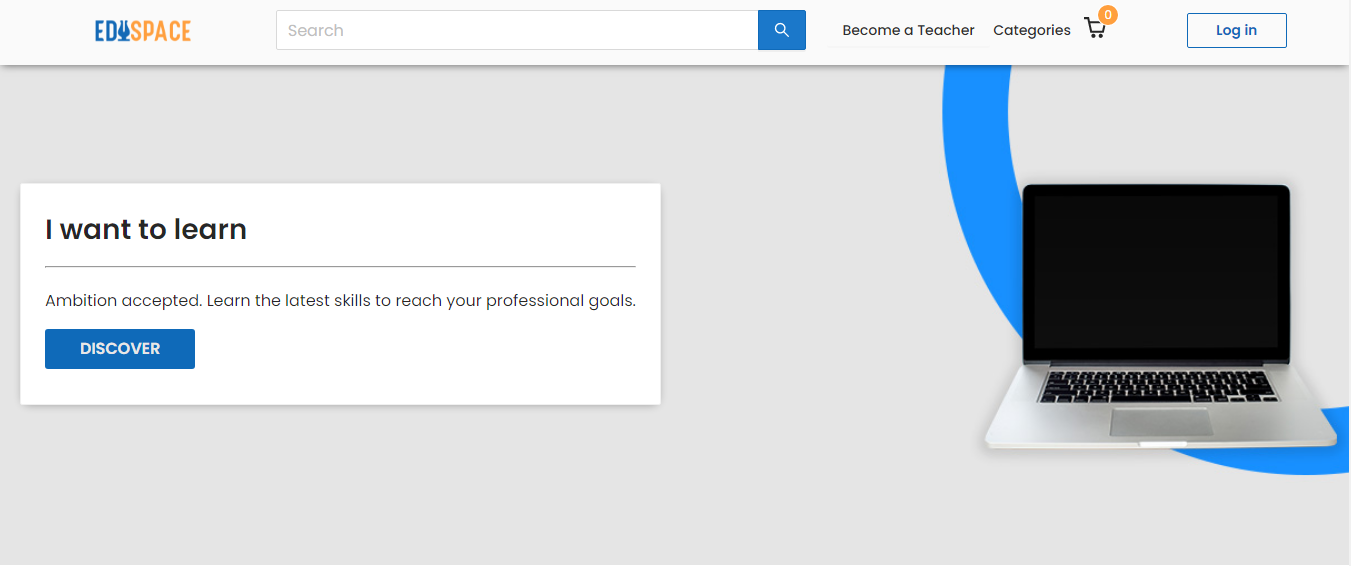 EDUSPACE
Search
Become a Teacher
Categories
0
Log in
I want to learn
Ambition accepted. Learn the latest skills to reach your professional goals.
DISCOVER